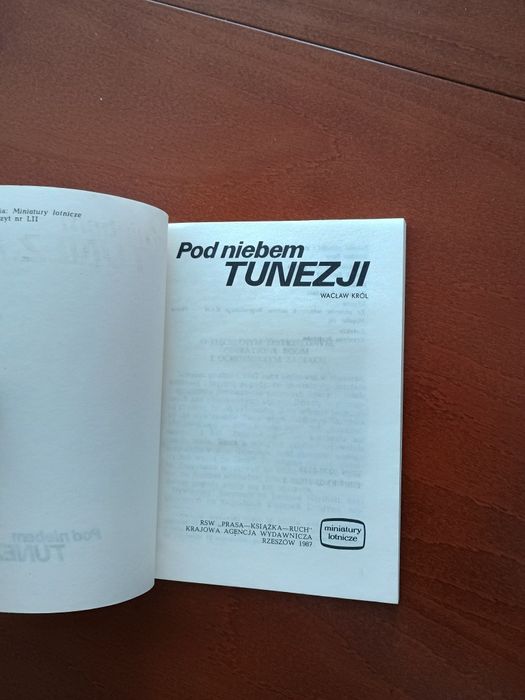 ia: Miniatury lotnicze
zyt nr LII
Pod niebem
TUNEZJI
WACŁAW KRÓL
RSW „PRASA—KSIĄŻKA—RUCH"
KRAJOWA AGENCJA WYDAWNICZA
RZESZÓW 1987
miniatury
lotnicze